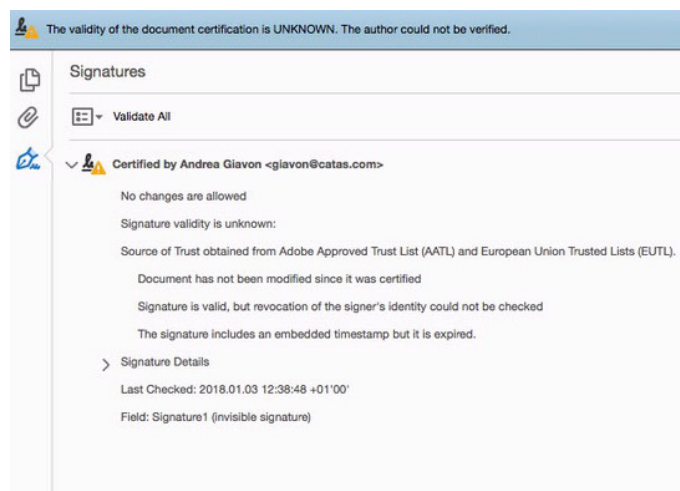 The validity of the document certification is UNKNOWN. The author could not be verified.
Signatures
Validate All
Certified by Andrea Giavon <giavon@catas.com>
No changes are allowed
Signature validity is unknown:
Source of Trust obtained from Adobe Approved Trust List (AATL) and European Union Trusted Lists (EUTL).
Document has not been modified since it was certified
Signature is valid, but revocation of the signer's identity could not be checked
The signature includes an embedded timestamp but it is expired.
Signature Details
Last Checked: 2018.01.03 12:38:48 +01'00'
Field: Signature1 (invisible signature)